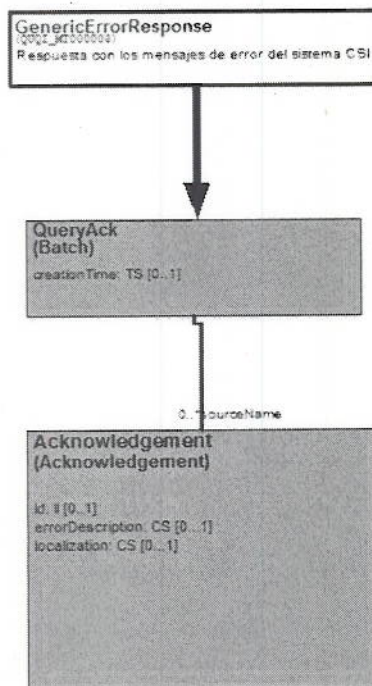 GenericErrorResponse
Respuesta con los mensajes de error del sistema CSI
QueryAck
(Batch)
creationTime: TS [0..1]
0..*sourceName
Acknowledgement
(Acknowledgement)
id: II [0..1]
errorDescription: CS [0..1]
localization: CS [0..1]